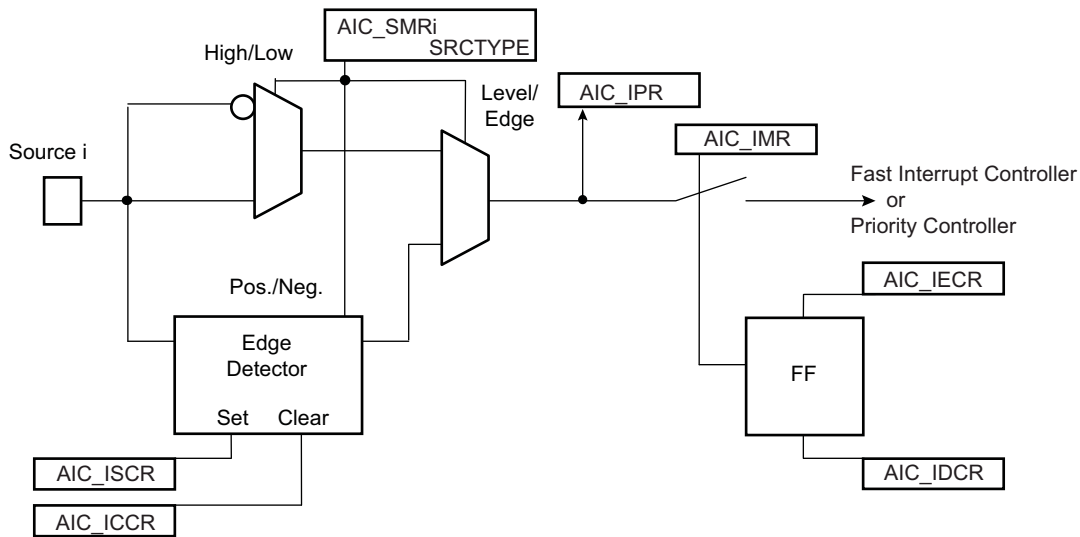 AIC_SMRi
SRCTYPE
High/Low
Level/
Edge
AIC_IPR
AIC_IMR
Source i
Fast Interrupt Controller
or
Priority Controller
Pos./Neg.
AIC_IECR
Edge
Detector
FF
Set Clear
AIC_ISCR
AIC_IDCR
AIC_ICCR